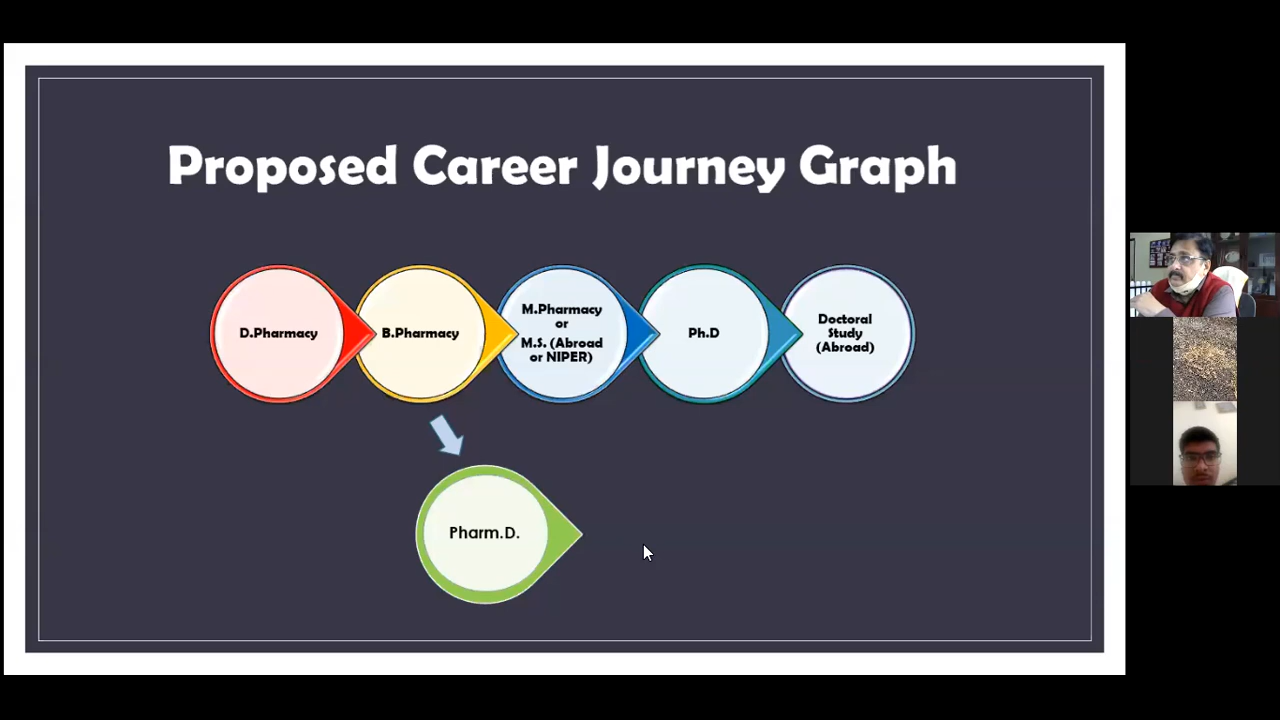 Proposed Career Journey Graph
D.Pharmacy
B.Pharmacy
M.Pharmacy
or
M.S. (Abroad
or NIPER)
Ph.D
Doctoral
Study
(Abroad)
Pharm.D.